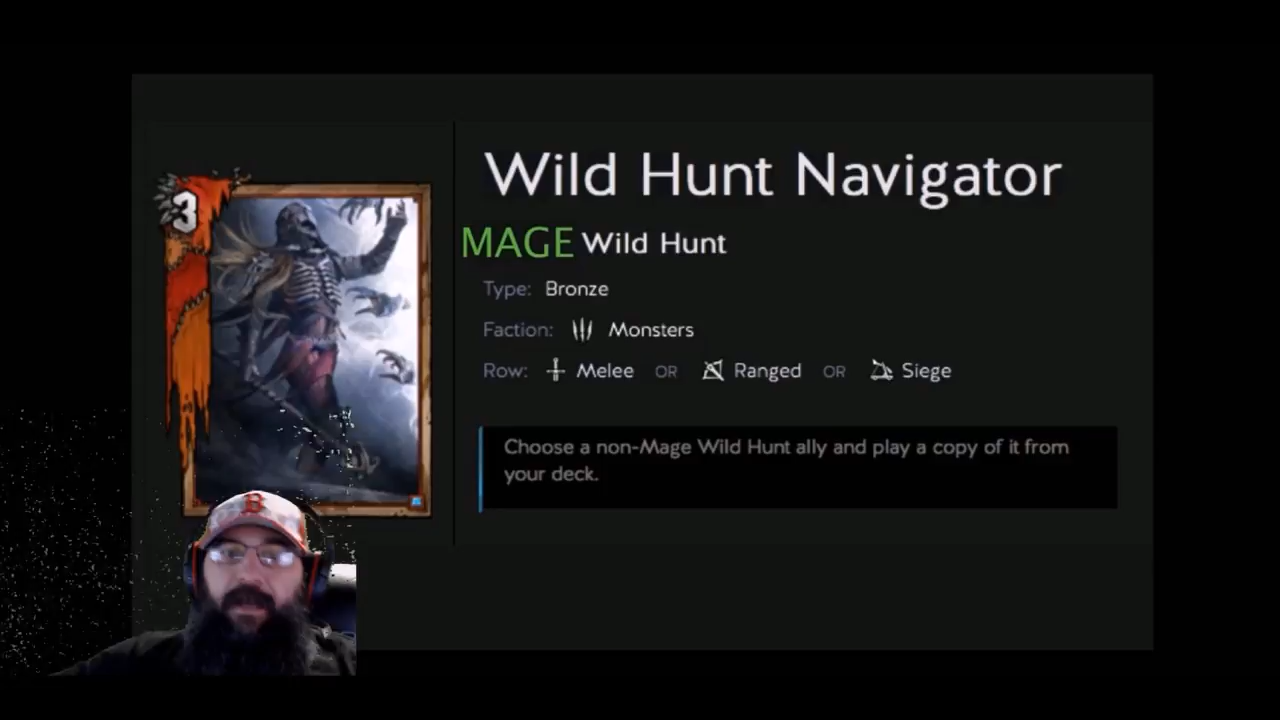 3
Wild Hunt Navigator
MAGE Wild Hunt
Type: Bronze
Faction: Monsters
Row: Melee OR Ranged OR Siege
Choose a non-Mage Wild Hunt ally and play a copy of it from
your deck.
B